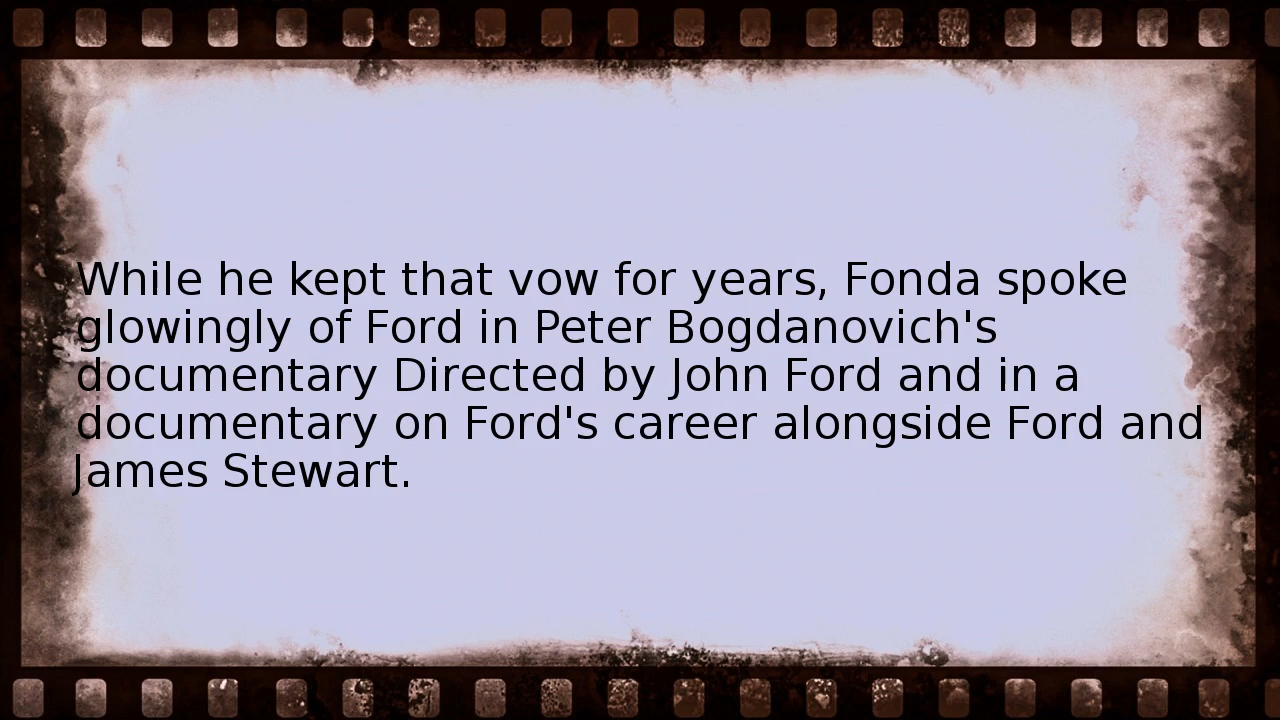 While he kept that vow for years, Fonda spoke
glowingly of Ford in Peter Bogdanovich's
documentary Directed by John Ford and in a
documentary on Ford's career alongside Ford and
James Stewart.